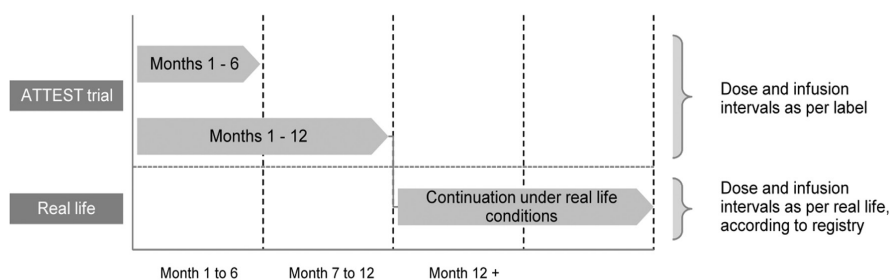 ATTEST trial
Months 1 - 6
Months 1 - 12
Dose and infusion
intervals as per label
Real life
Continuation under real life
conditions
Dose and infusion
intervals as per real life,
according to registry
Month 1 to 6
Month 7 to 12
Month 12 +